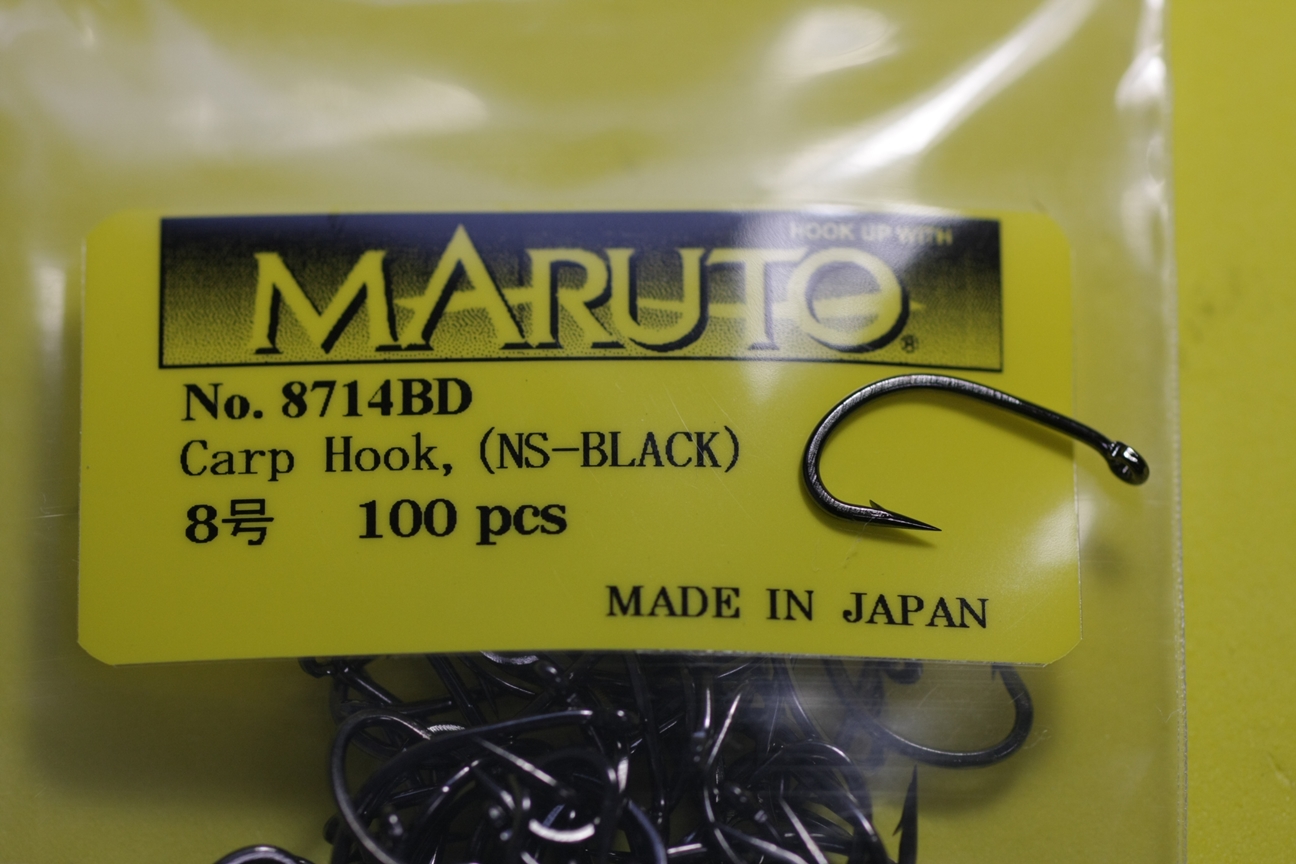 HOOK UP WITH
MARUTO®
No. 8714BD
Carp Hook, (NS-BLACK)
8号 100 pcs
MADE IN JAPAN